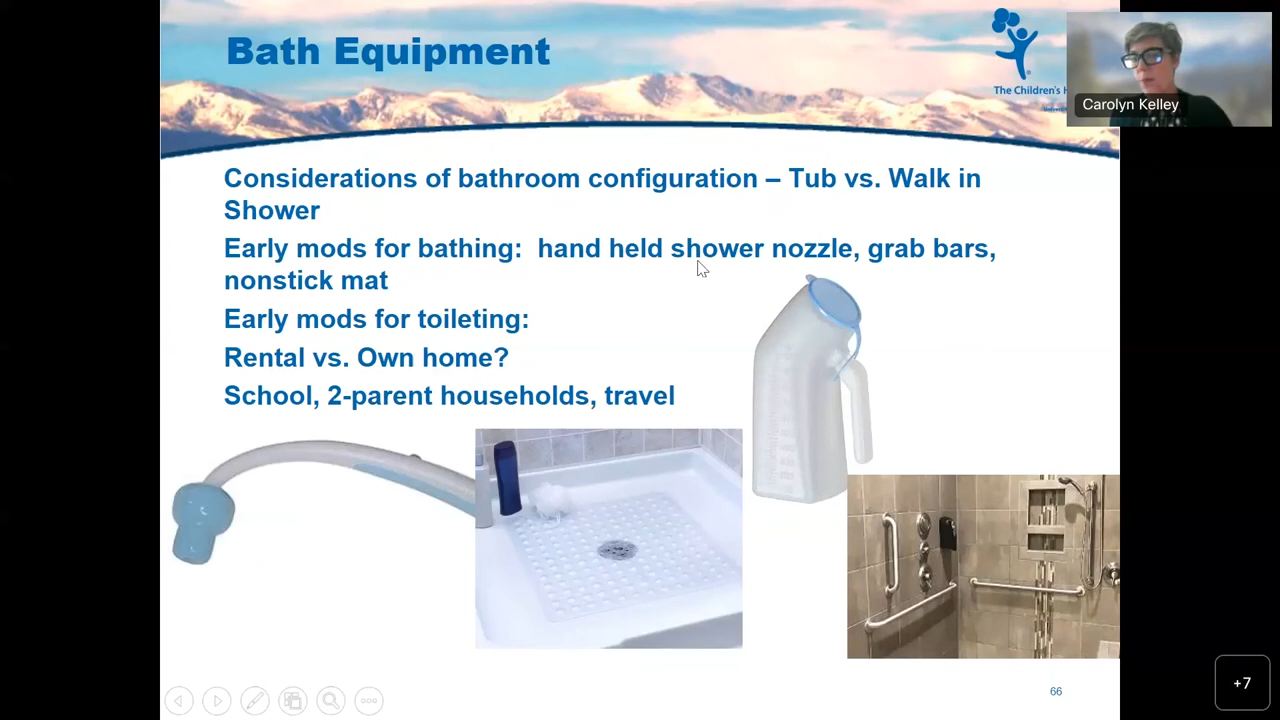 Bath Equipment
The Children's H
Carolyn Kelley
Considerations of bathroom configuration – Tub vs. Walk in
Shower
Early mods for bathing:  hand held shower nozzle, grab bars,
nonstick mat
Early mods for toileting:
Rental vs. Own home?
School, 2-parent households, travel
66
+7